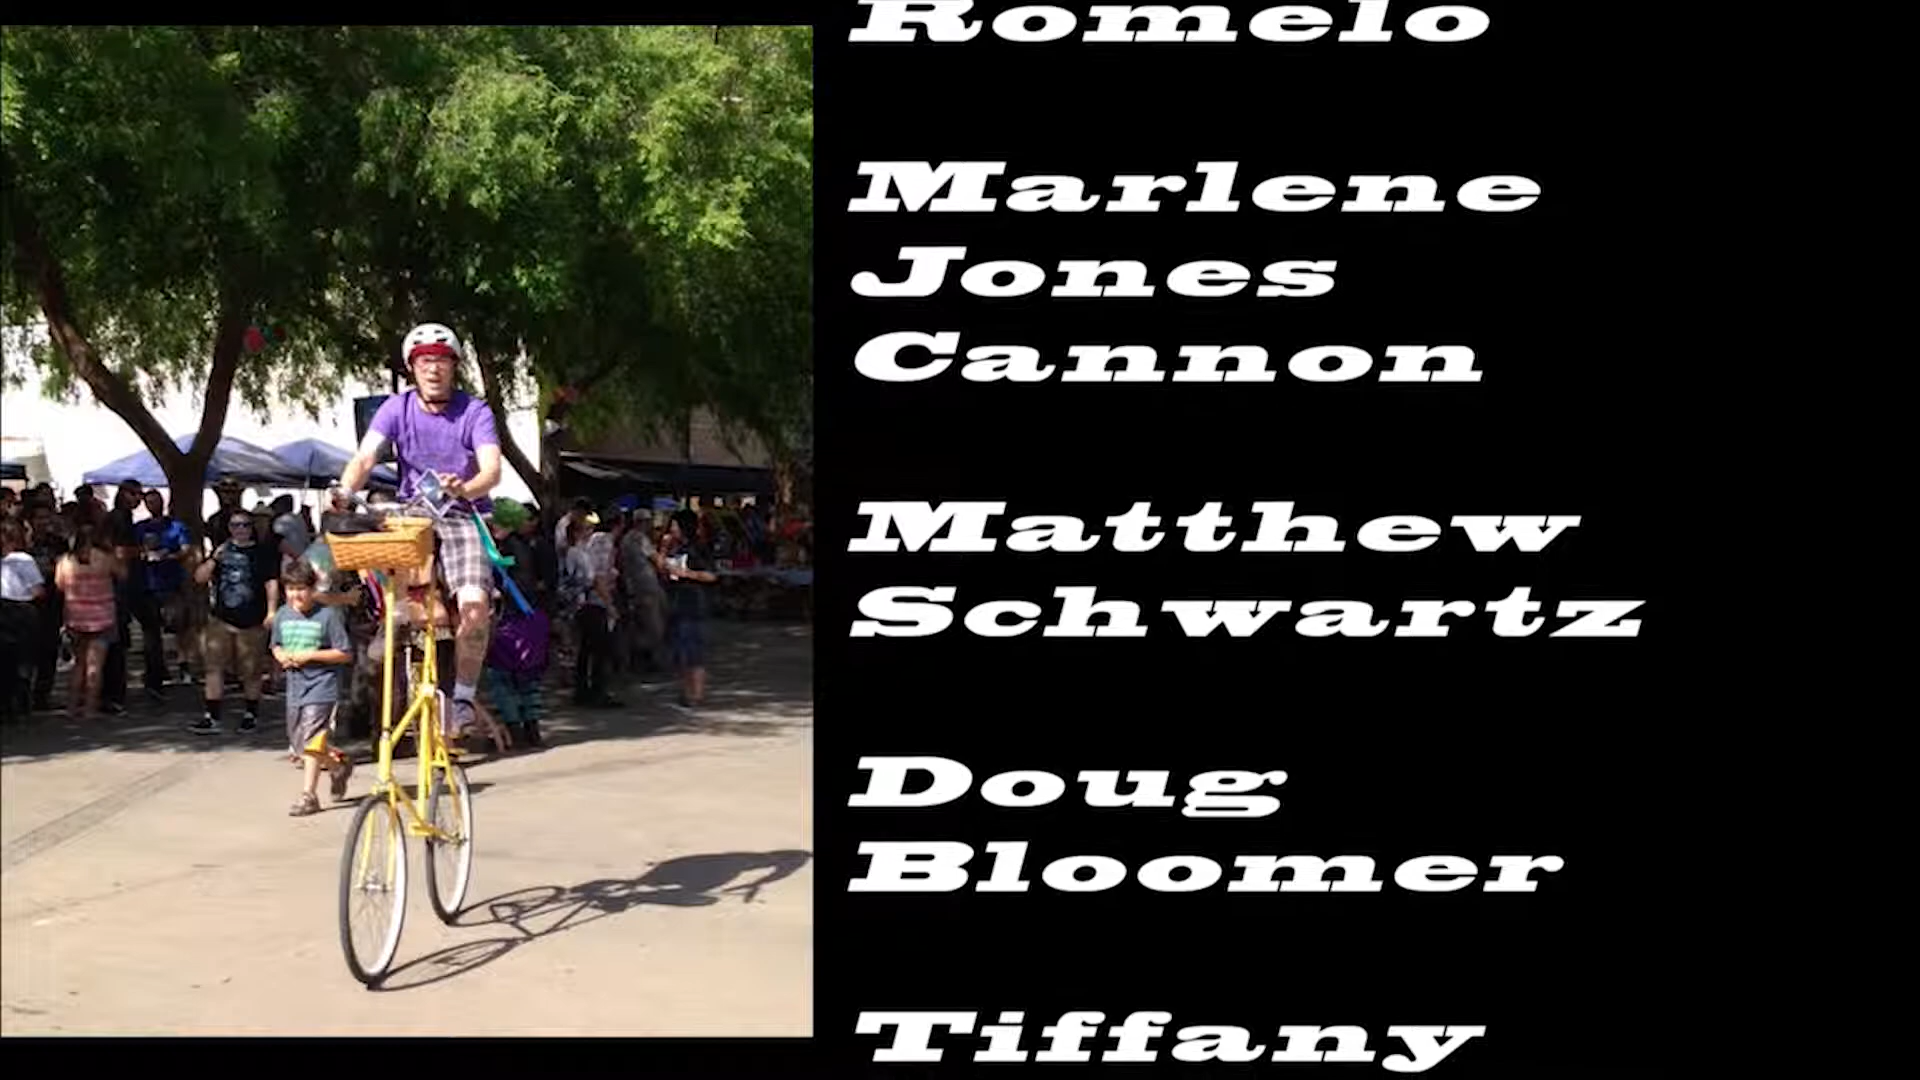 Romelo
Marlene
Jones
Cannon
Matthew
Schwartz
Doug
Bloomer
Tiffany